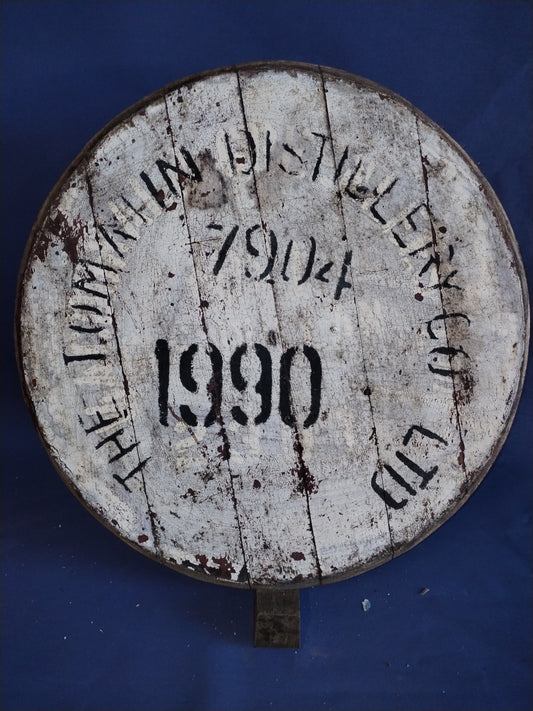 THE TOMATIN DISTILLERY CO LTD
7904
1990